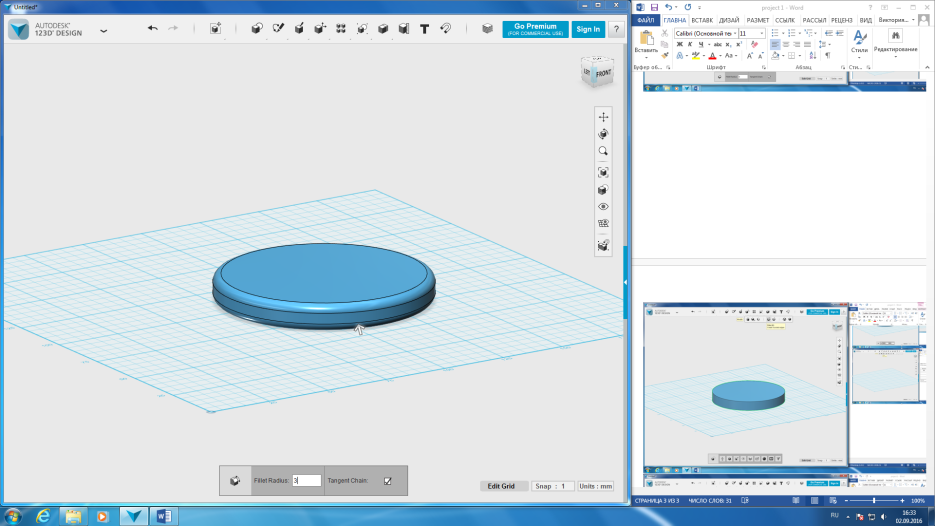 Untitled*
AUTODESK
123D® DESIGN
Go Premium
(FOR COMMERCIAL USE)
Sign In
?
LEFT
FRONT
Fillet Radius: 3
Tangent Chain:
Edit Grid
Snap : 1
Units : mm
project 1 - Word
ФАЙЛ
ГЛАВНА
ВСТАВК
ДИЗАЙ
РАЗМЕТ
ССЫЛК
РАССЫЛ
РЕЦЕНЗ
ВИД
Виктория...
Calibri (Основной те
11
Вставить
Стили
Редактирование
Буфер об...
Шрифт
Абзац
Сти...
СТРАНИЦА 3 ИЗ 3
ЧИСЛО СЛОВ: 31
100%
RU
16:33
02.09.2016